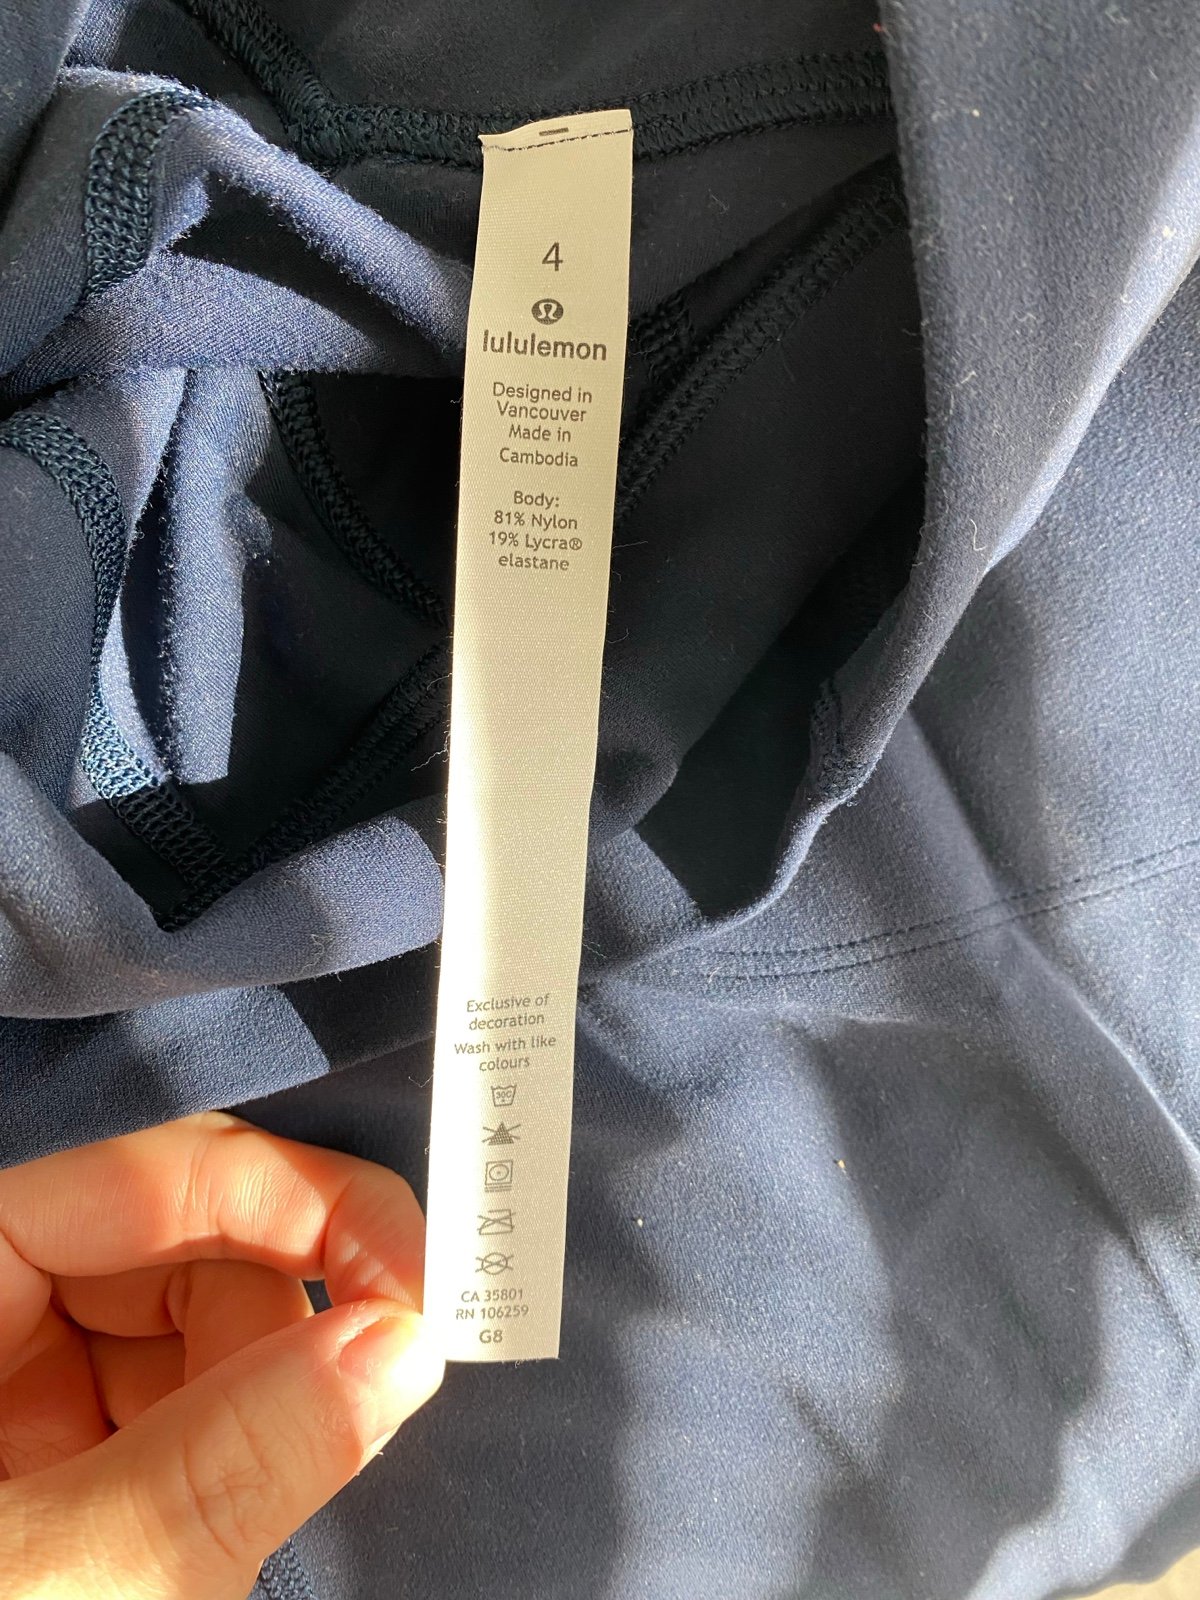 4
lululemon
Designed in
Vancouver
Made in
Cambodia
Body:
81% Nylon
19% Lycra®
elastane
Exclusive of
decoration
Wash with like
colours
30C
CA 35801
RN 106259
G8